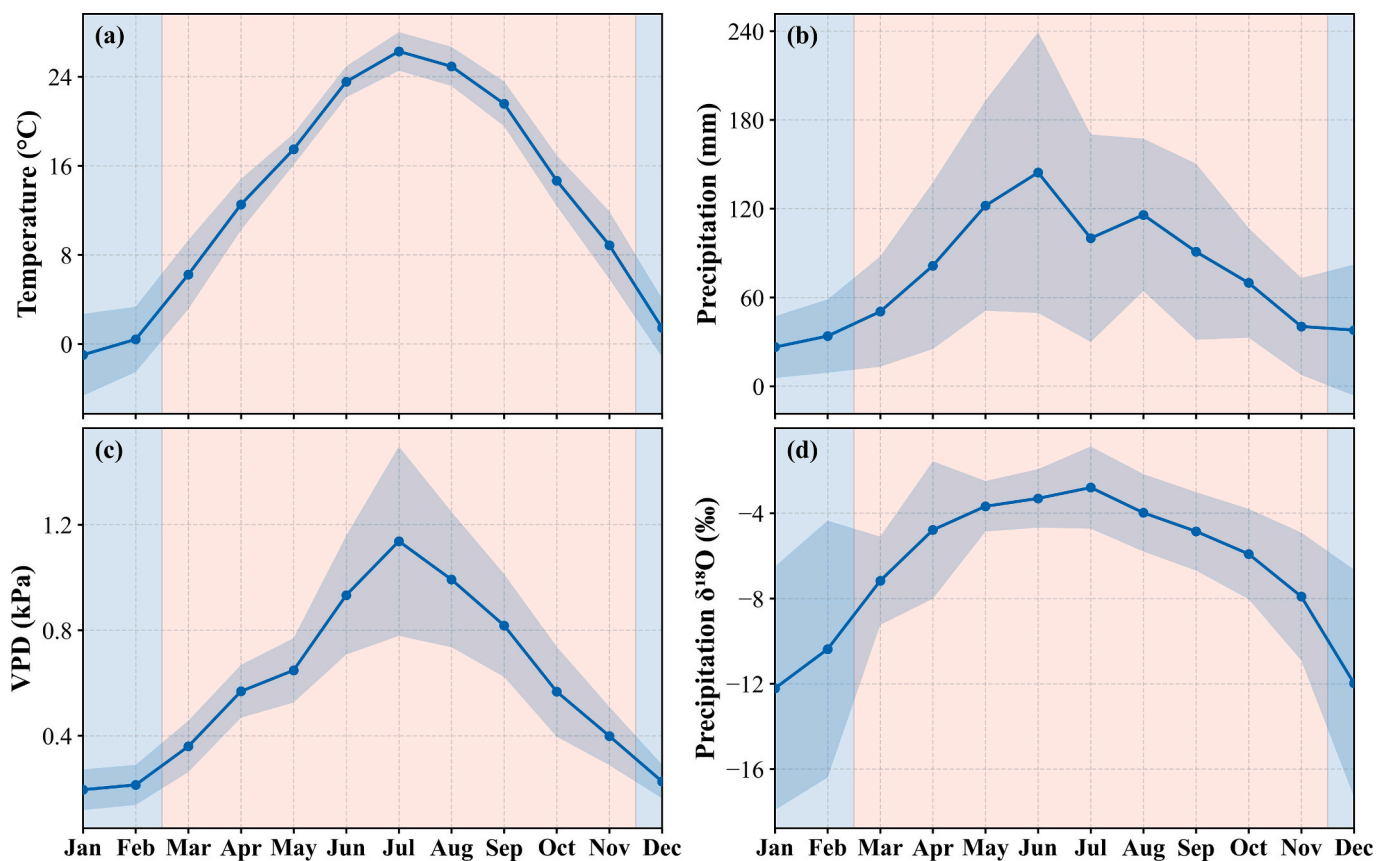 (a)
Temperature (°C)
24
16
8
0
(b)
Precipitation (mm)
240
180
120
60
0
(c)
VPD (kPa)
1.2
0.8
0.4
Jan Feb Mar Apr May Jun Jul Aug Sep Oct Nov Dec
(d)
Precipitation δ¹⁸O (‰)
−4
−8
−12
−16
Jan Feb Mar Apr May Jun Jul Aug Sep Oct Nov Dec